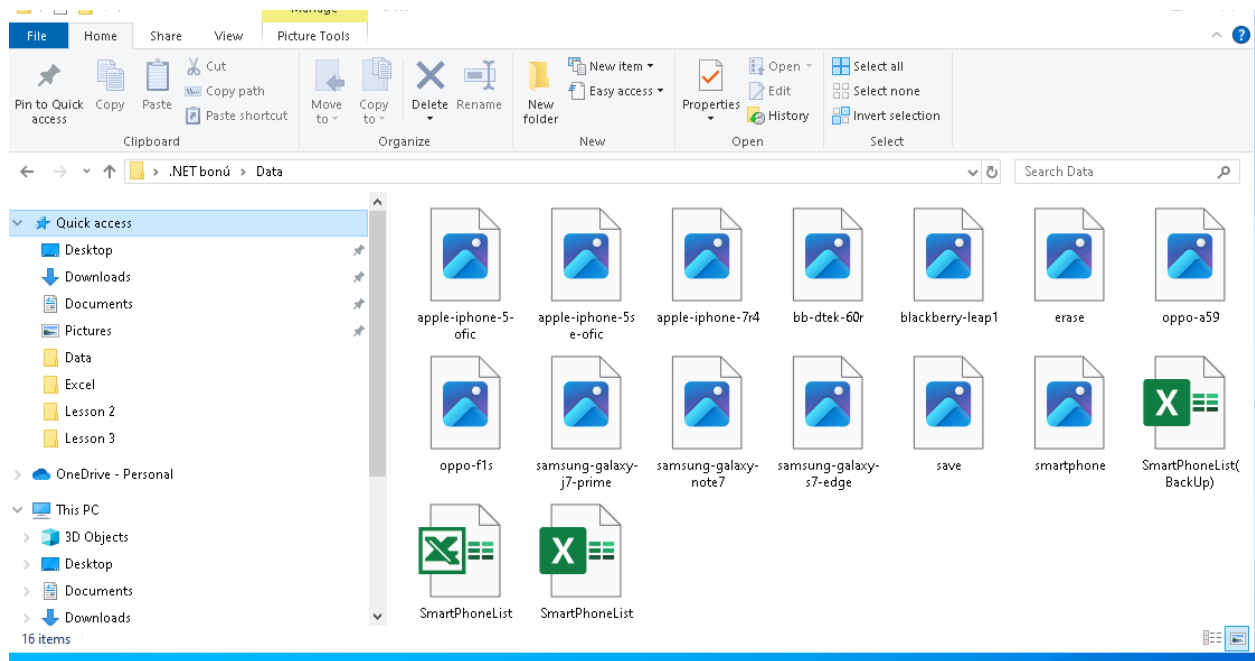 File Home Share View Picture Tools
Cut
Copy path
Paste shortcut
Pin to Quick access
Copy
Paste
Clipboard
Move to
Copy to
Delete
Rename
Organize
New folder
New item
Easy access
New
Properties
Open
Edit
History
Open
Select all
Select none
Invert selection
Select
.NET bonú > Data
Search Data
Quick access
Desktop
Downloads
Documents
Pictures
Data
Excel
Lesson 2
Lesson 3
OneDrive - Personal
This PC
3D Objects
Desktop
Documents
Downloads
apple-iphone-5-
ofic
apple-iphone-5s
e-ofic
apple-iphone-7r4
bb-dtek-60r
blackberry-leap1
erase
oppo-a59
oppo-f1s
samsung-galaxy-
j7-prime
samsung-galaxy-
note7
samsung-galaxy-
s7-edge
save
smartphone
SmartPhoneList(
BackUp)
SmartPhoneList
SmartPhoneList
16 items